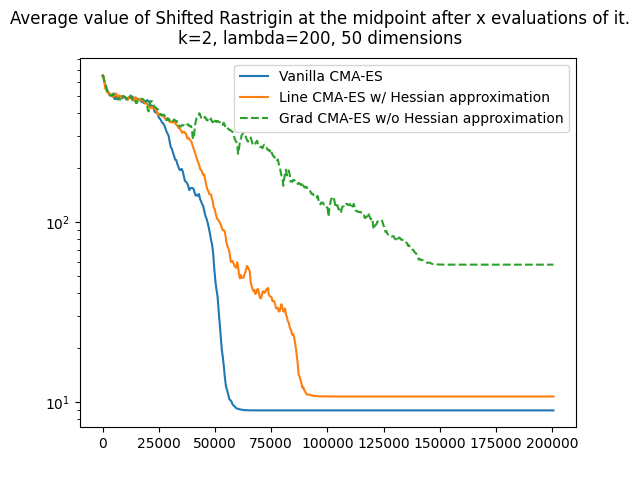 Average value of Shifted Rastrigin at the midpoint after x evaluations of it.
k=2, lambda=200, 50 dimensions
Vanilla CMA-ES
Line CMA-ES w/ Hessian approximation
Grad CMA-ES w/o Hessian approximation
10²
10¹
0 25000 50000 75000 100000 125000 150000 175000 200000